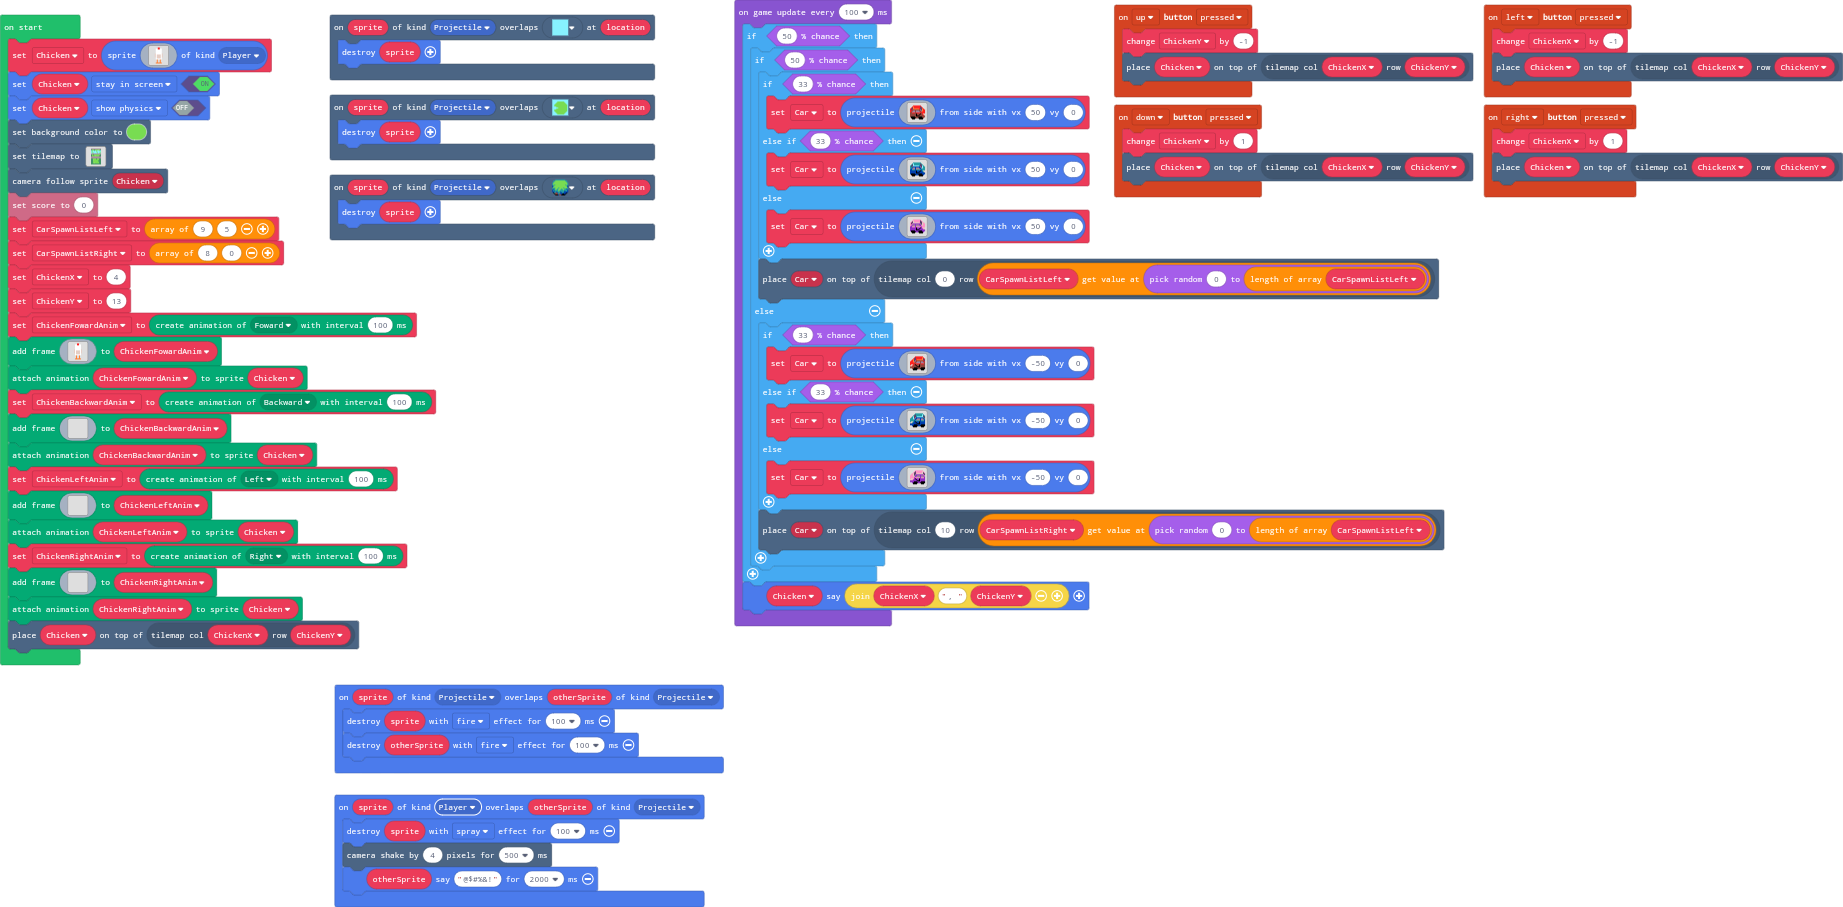 on start
set Chicken to sprite of kind Player
set Chicken stay in screen ON
set Chicken show physics OFF
set background color to
set tilemap to
camera follow sprite Chicken
set score to 0
set CarSpawnListLeft to array of 9 5
set CarSpawnListRight to array of 8 0
set ChickenX to 4
set ChickenY to 13
set ChickenFowardAnim to create animation of Foward with interval 100 ms
add frame to ChickenFowardAnim
attach animation ChickenFowardAnim to sprite Chicken
set ChickenBackwardAnim to create animation of Backward with interval 100 ms
add frame to ChickenBackwardAnim
attach animation ChickenBackwardAnim to sprite Chicken
set ChickenLeftAnim to create animation of Left with interval 100 ms
add frame to ChickenLeftAnim
attach animation ChickenLeftAnim to sprite Chicken
set ChickenRightAnim to create animation of Right with interval 100 ms
add frame to ChickenRightAnim
attach animation ChickenRightAnim to sprite Chicken
place Chicken on top of tilemap col ChickenX row ChickenY
on sprite of kind Projectile overlaps at location
destroy sprite
on sprite of kind Projectile overlaps at location
destroy sprite
on sprite of kind Projectile overlaps at location
destroy sprite
on sprite of kind Projectile overlaps otherSprite of kind Projectile
destroy sprite with fire effect for 100 ms
destroy otherSprite with fire effect for 100 ms
on sprite of kind Player overlaps otherSprite of kind Projectile
destroy sprite with spray effect for 100 ms
camera shake by 4 pixels for 500 ms
otherSprite say "@$#%&!" for 2000 ms
on game update every 100 ms
if 50 % chance then
if 50 % chance then
if 33 % chance then
set Car to projectile from side with vx 50 vy 0
else if 33 % chance then
set Car to projectile from side with vx 50 vy 0
else
set Car to projectile from side with vx 50 vy 0
place Car on top of tilemap col 0 row CarSpawnListLeft get value at pick random 0 to length of array CarSpawnListLeft
else
if 33 % chance then
set Car to projectile from side with vx -50 vy 0
else if 33 % chance then
set Car to projectile from side with vx -50 vy 0
else
set Car to projectile from side with vx -50 vy 0
place Car on top of tilemap col 10 row CarSpawnListRight get value at pick random 0 to length of array CarSpawnListLeft
Chicken say join ChickenX ", " ChickenY
on up button pressed
change ChickenY by -1
place Chicken on top of tilemap col ChickenX row ChickenY
on down button pressed
change ChickenY by 1
place Chicken on top of tilemap col ChickenX row ChickenY
on left button pressed
change ChickenX by -1
place Chicken on top of tilemap col ChickenX row ChickenY
on right button pressed
change ChickenX by 1
place Chicken on top of tilemap col ChickenX row ChickenY